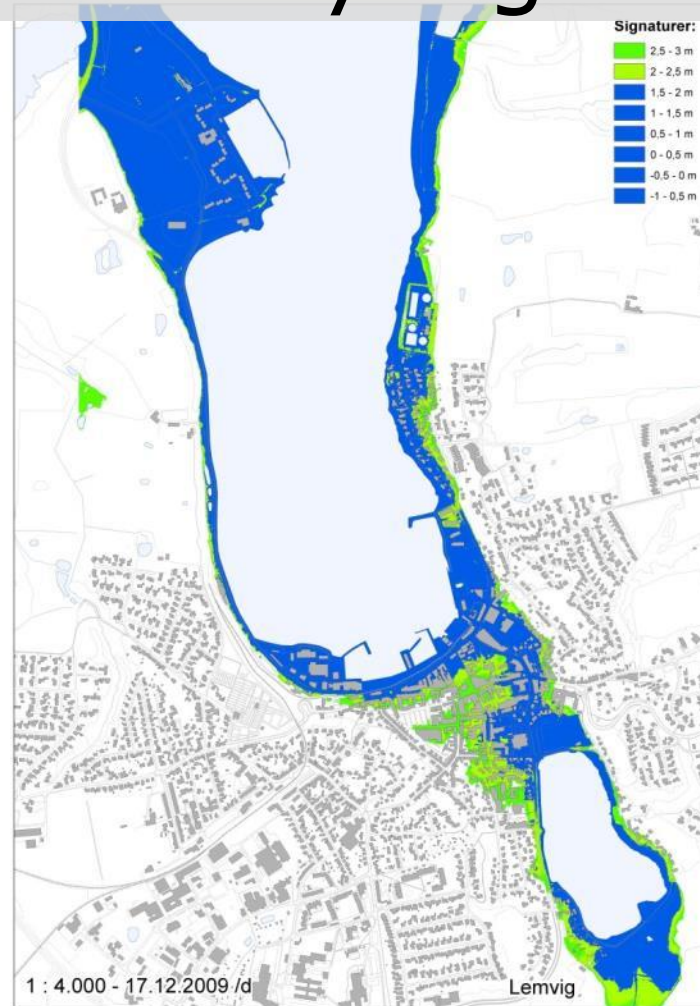 Signaturer:
2,5 - 3 m
2 - 2,5 m
1,5 - 2 m
1 - 1,5 m
0,5 - 1 m
0 - 0,5 m
-0,5 - 0 m
-1 - 0,5 m
1 : 4.000 - 17.12.2009 /d
Lemvig